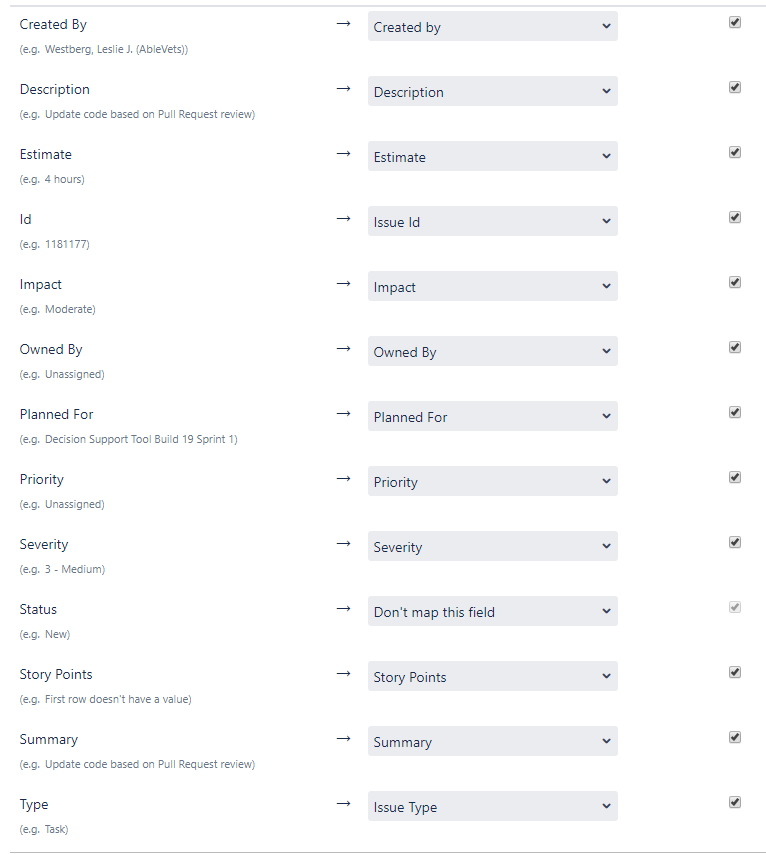 Created By → Created by
(e.g. Westberg, Leslie J. (AbleVets))
Description → Description
(e.g. Update code based on Pull Request review)
Estimate → Estimate
(e.g. 4 hours)
Id → Issue Id
(e.g. 1181177)
Impact → Impact
(e.g. Moderate)
Owned By → Owned By
(e.g. Unassigned)
Planned For → Planned For
(e.g. Decision Support Tool Build 19 Sprint 1)
Priority → Priority
(e.g. Unassigned)
Severity → Severity
(e.g. 3 - Medium)
Status → Don't map this field
(e.g. New)
Story Points → Story Points
(e.g. First row doesn't have a value)
Summary → Summary
(e.g. Update code based on Pull Request review)
Type → Issue Type
(e.g. Task)